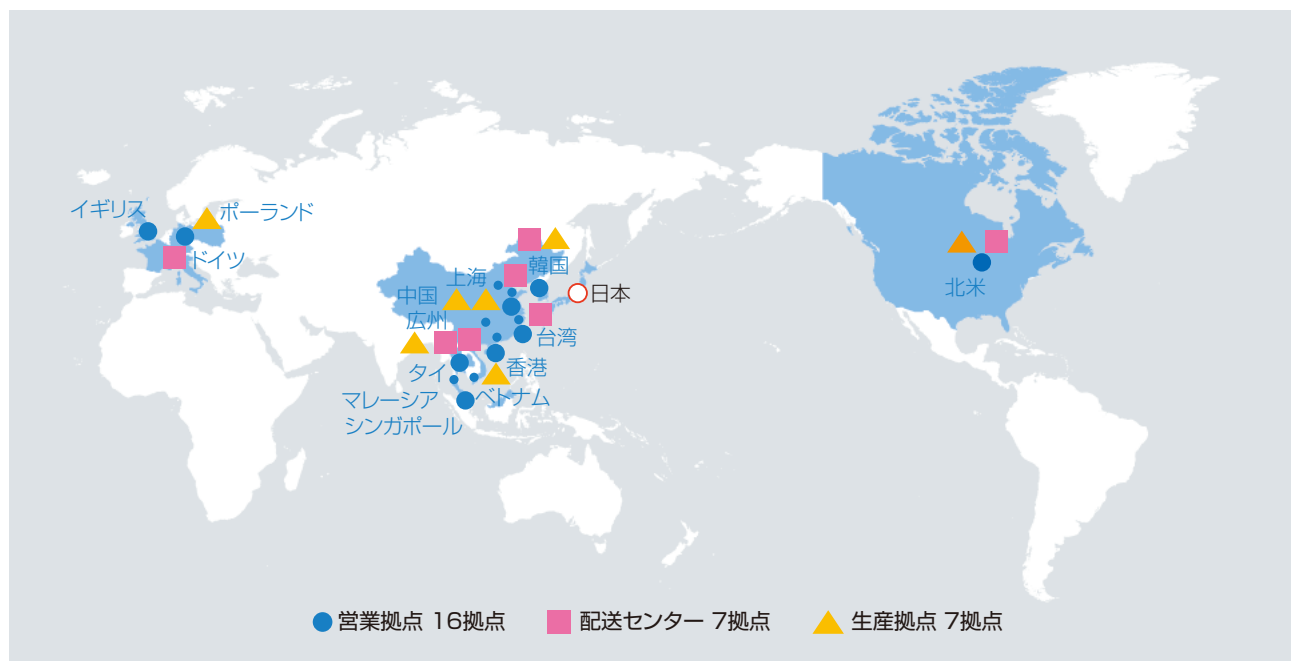 イギリス
ポーランド
ドイツ
上海
韓国
中国
日本
広州
台湾
タイ
香港
マレーシア
ベトナム
シンガポール
北米
営業拠点 16拠点
配送センター 7拠点
生産拠点 7拠点